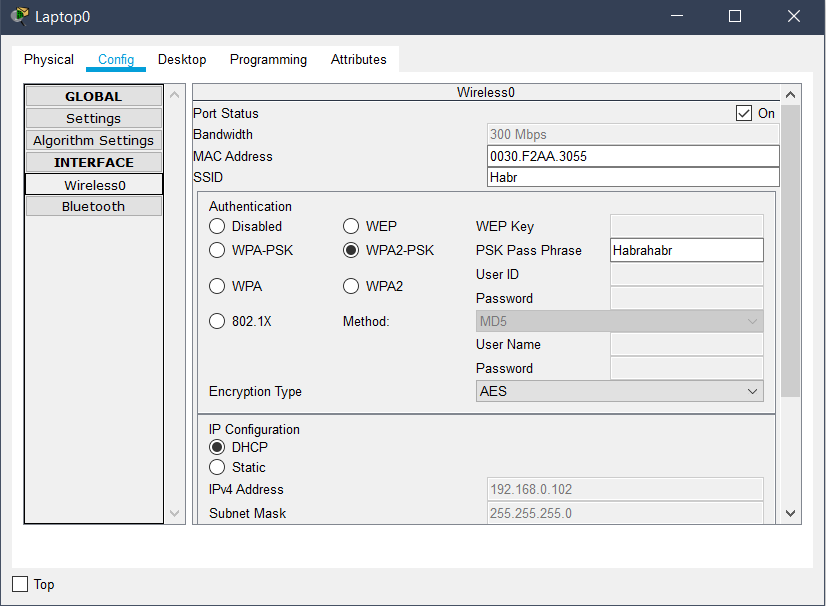 Laptop0
Physical Config Desktop Programming Attributes
GLOBAL
Settings
Algorithm Settings
INTERFACE
Wireless0
Bluetooth
Wireless0
Port Status On
Bandwidth 300 Mbps
MAC Address 0030.F2AA.3055
SSID Habr
Authentication
Disabled WEP WEP Key
WPA-PSK WPA2-PSK PSK Pass Phrase Habrahabr
User ID
WPA WPA2
Password
802.1X Method: MD5
User Name
Password
Encryption Type AES
IP Configuration
DHCP
Static
IPv4 Address 192.168.0.102
Subnet Mask 255.255.255.0
Top